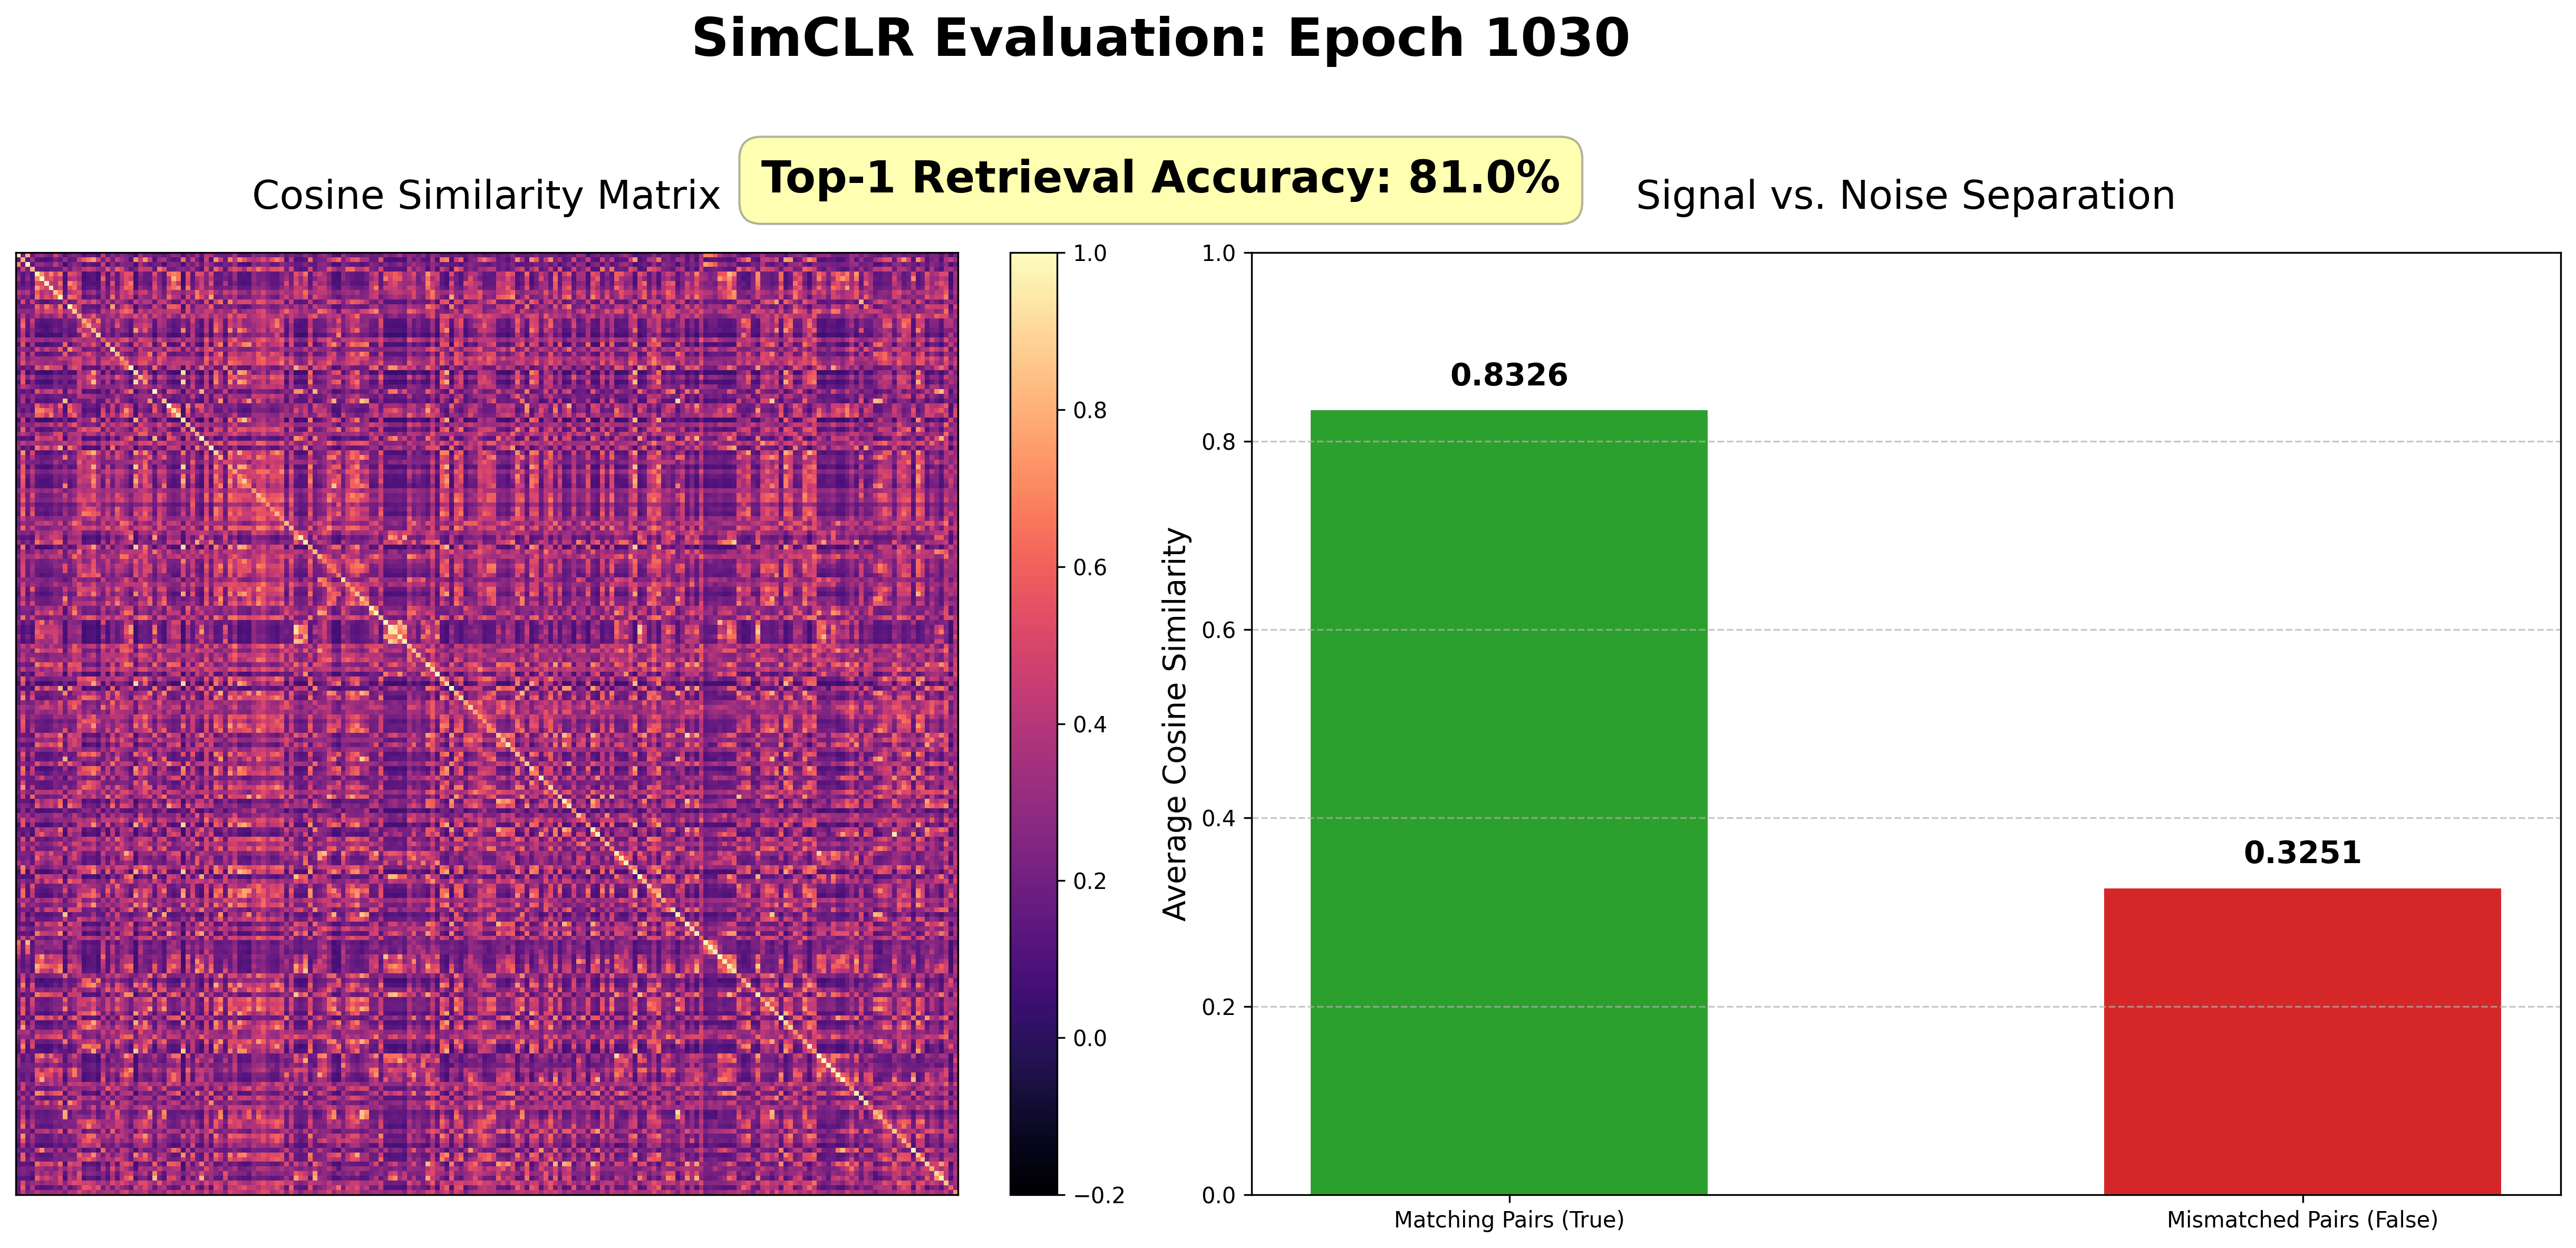 SimCLR Evaluation: Epoch 1030
Top-1 Retrieval Accuracy: 81.0%
Cosine Similarity Matrix
1.0
0.8
0.6
0.4
0.2
0.0
−0.2
Signal vs. Noise Separation
Average Cosine Similarity
1.0
0.8
0.6
0.4
0.2
0.0
0.8326
0.3251
Matching Pairs (True)
Mismatched Pairs (False)